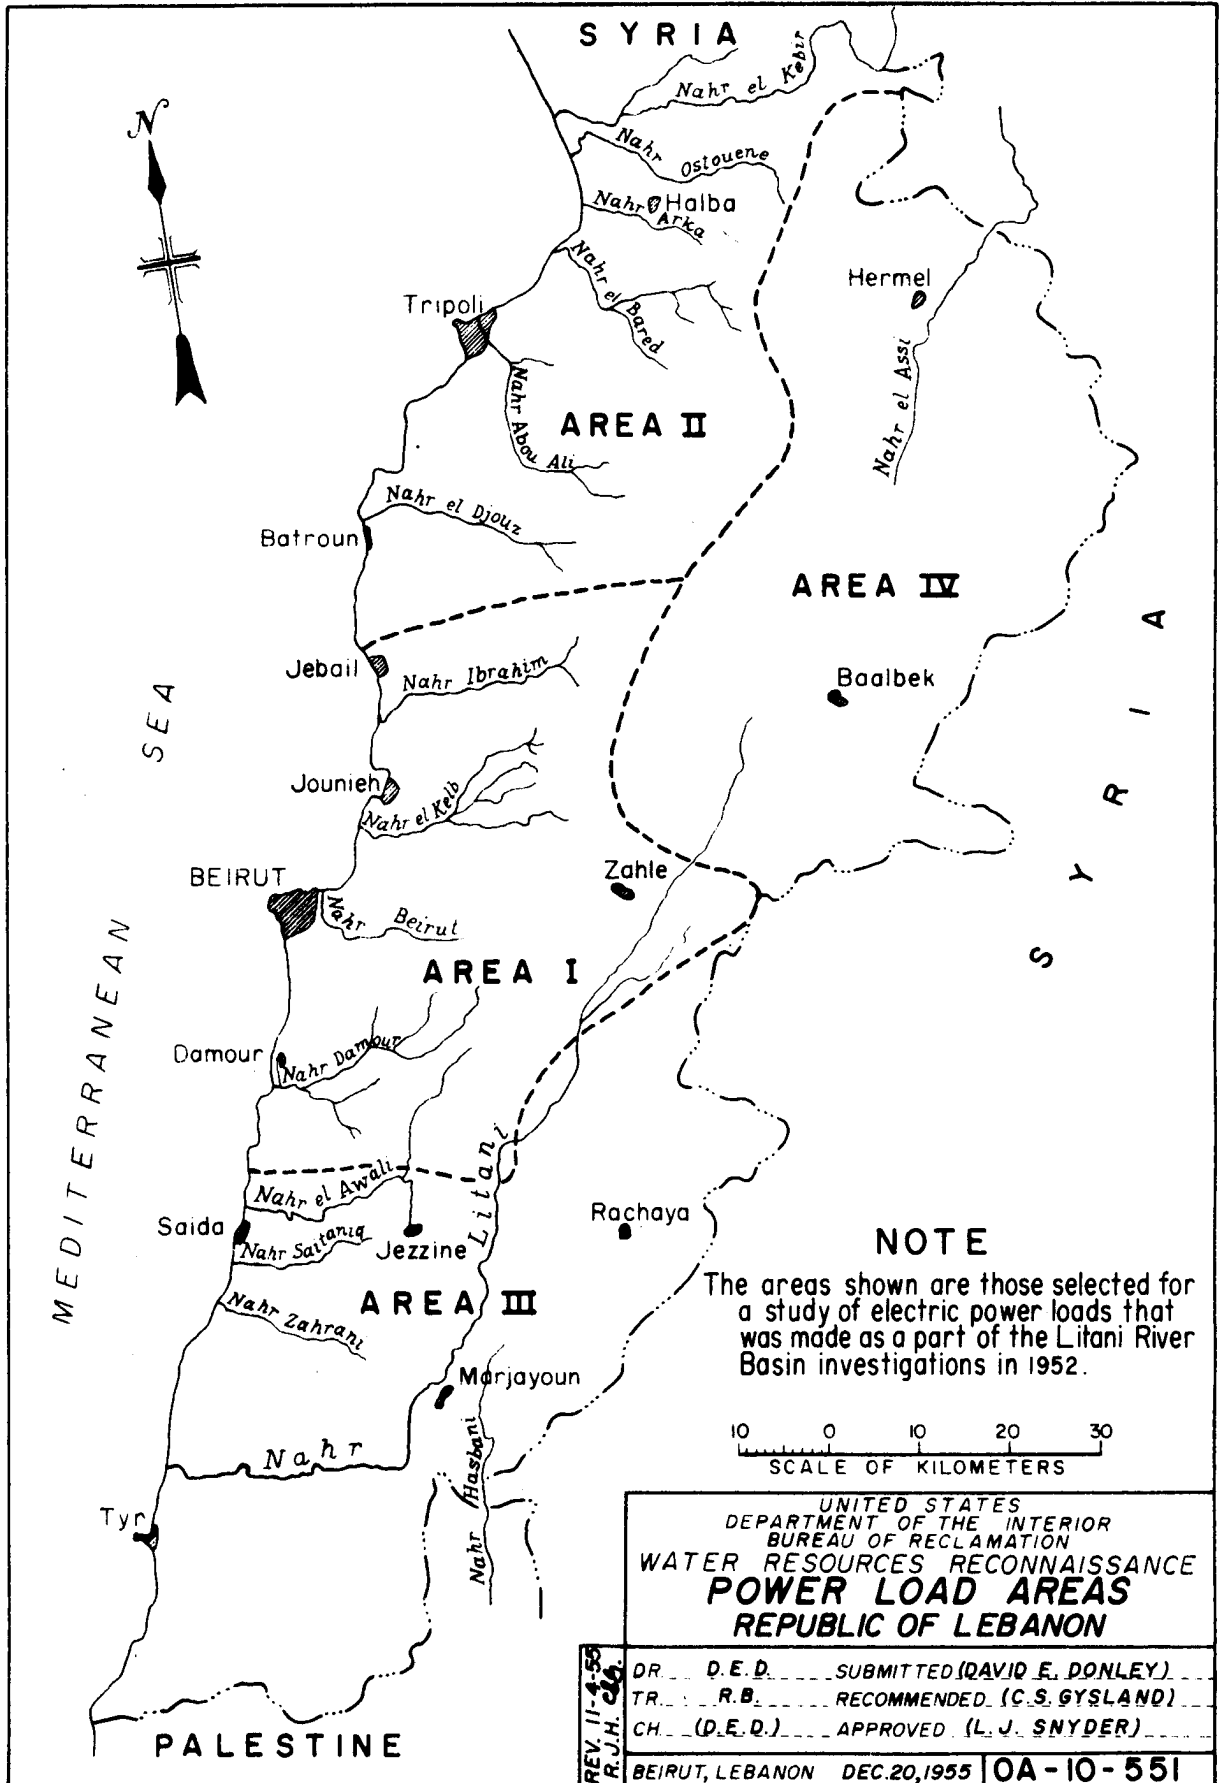 SYRIA
N
Nahr el Kebir
Nahr Ostouene
Halba
Nahr Arka
Nahr el Bared
Hermel
Tripoli
Nahr el Assi
Nahr Abou Ali
AREA II
Nahr el Djouz
Batroun
AREA IV
SYRIA
Jebail
Nahr Ibrahim
Baalbek
MEDITERRANEAN SEA
Jounieh
Nahr el Kelb
Zahle
BEIRUT
Nahr Beirut
AREA I
Damour
Nahr Damour
Nahr el Awali
Litani
Saida
Rachaya
Nahr Saitaniq
Jezzine
AREA III
Nahr Zahrani
Marjayoun
Nahr
Nahr Hasbani
Tyr
PALESTINE
NOTE
The areas shown are those selected for
a study of electric power loads that
was made as a part of the Litani River
Basin investigations in 1952.
10 0 10 20 30
SCALE OF KILOMETERS
UNITED STATES
DEPARTMENT OF THE INTERIOR
BUREAU OF RECLAMATION
WATER RESOURCES RECONNAISSANCE
POWER LOAD AREAS
REPUBLIC OF LEBANON
DR. D.E.D. SUBMITTED (DAVID E. DONLEY)
TR. R.B. RECOMMENDED (C.S. GYSLAND)
CH. (D.E.D.) APPROVED (L.J. SNYDER)
BEIRUT, LEBANON DEC. 20, 1955 OA-10-551
REV. 11-4-55
R.J.H.